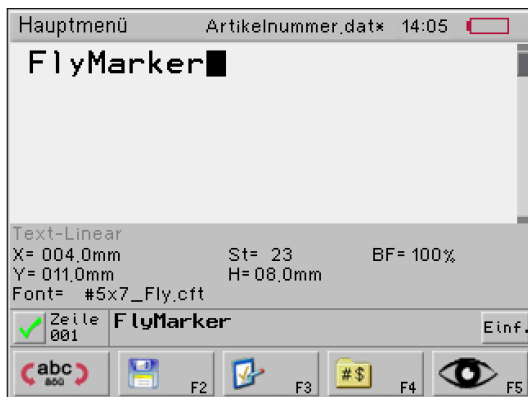 Hauptmenü Artikelnummer.dat* 14:05
FlyMarker
Text-Linear
X= 004.0mm St= 23 BF= 100%
Y= 011.0mm H= 08.0mm
Font= #5x7_Fly.cft
Zeile 001 FlyMarker Einf.
abc F2 F3 #$ F4 F5